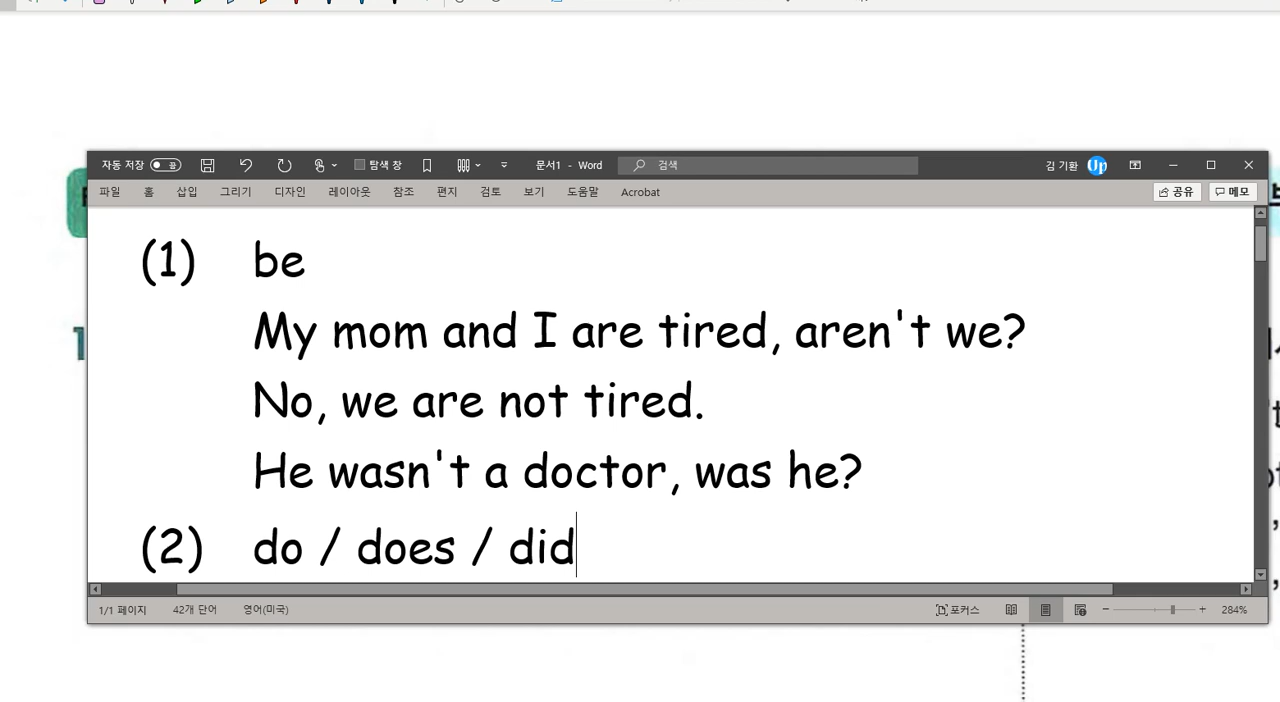 자동 저장 끔 탐색 창 문서1 - Word 검색 김 기환 Up
파일 홈 삽입 그리기 디자인 레이아웃 참조 편지 검토 보기 도움말 Acrobat 공유 메모
(1) be
My mom and I are tired, aren't we?
No, we are not tired.
He wasn't a doctor, was he?
(2) do / does / did
1/1 페이지 42개 단어 영어(미국) 포커스 284%